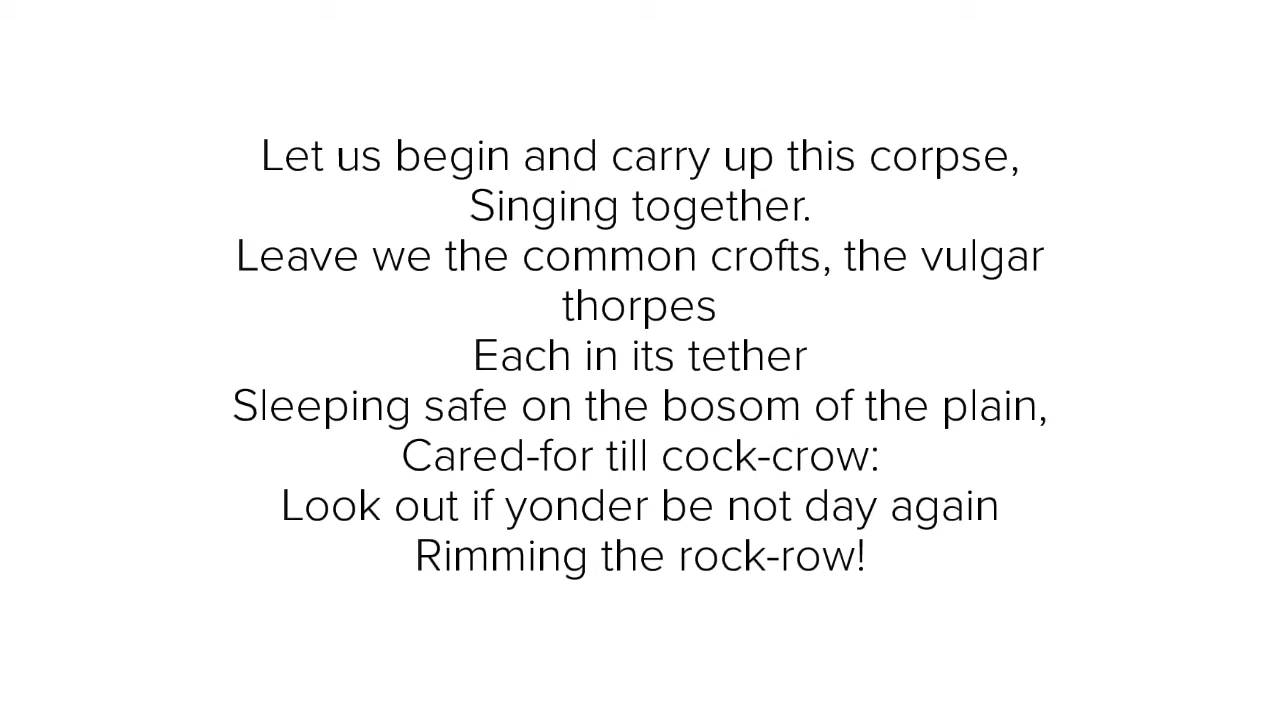 Let us begin and carry up this corpse,
Singing together.
Leave we the common crofts, the vulgar
thorpes
Each in its tether
Sleeping safe on the bosom of the plain,
Cared-for till cock-crow:
Look out if yonder be not day again
Rimming the rock-row!